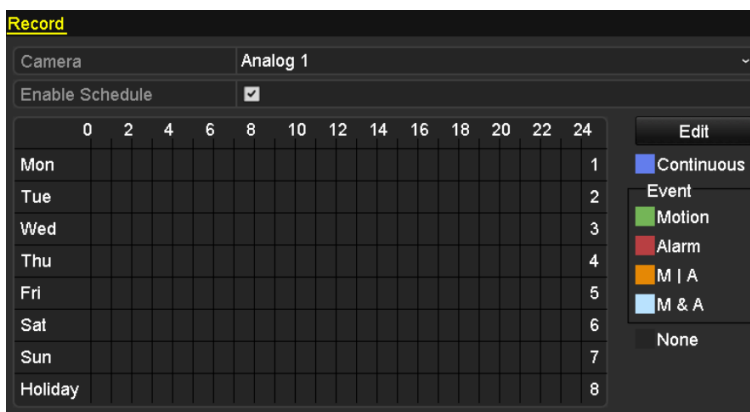 Record
Camera Analog 1
Enable Schedule
0 2 4 6 8 10 12 14 16 18 20 22 24 Edit
Mon 1 Continuous
Event
Tue 2 Motion
Wed 3 Alarm
Thu 4 M | A
Fri 5 M & A
Sat 6 None
Sun 7
Holiday 8